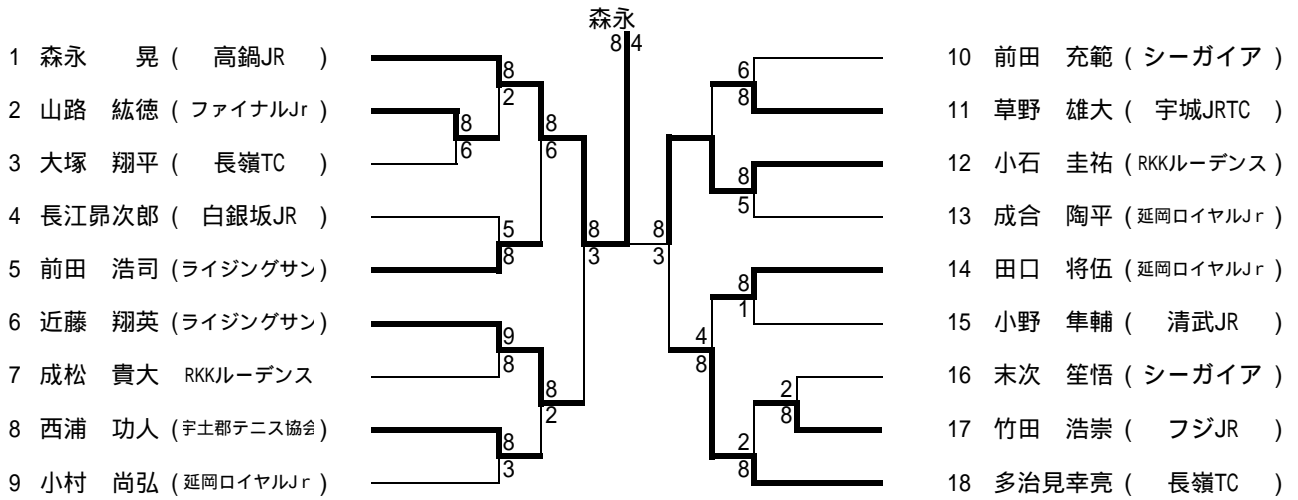 森永
8 4
1 森永 晃 ( 高鍋JR )
2 山路 紘徳 ( ファイナルJr )
3 大塚 翔平 ( 長嶺TC )
4 長江昴次郎 ( 白銀坂JR )
5 前田 浩司 (ライジングサン)
6 近藤 翔英 (ライジングサン)
7 成松 貴大 RKKルーデンス
8 西浦 功人 (宇土郡テニス協会)
9 小村 尚弘 (延岡ロイヤルJr)
8
2
8
6
8
6
5
8
8
3
9
8
8
2
8
3
10 前田 充範 ( シーガイア )
11 草野 雄大 ( 宇城JRTC )
12 小石 圭祐 (RKKルーデンス)
13 成合 陶平 (延岡ロイヤルJr)
14 田口 将伍 (延岡ロイヤルJr)
15 小野 隼輔 ( 清武JR )
16 末次 笙悟 ( シーガイア )
17 竹田 浩崇 ( フジJR )
18 多治見幸亮 ( 長嶺TC )
6
8
8
5
8
3
8
1
4
8
2
8
2
8